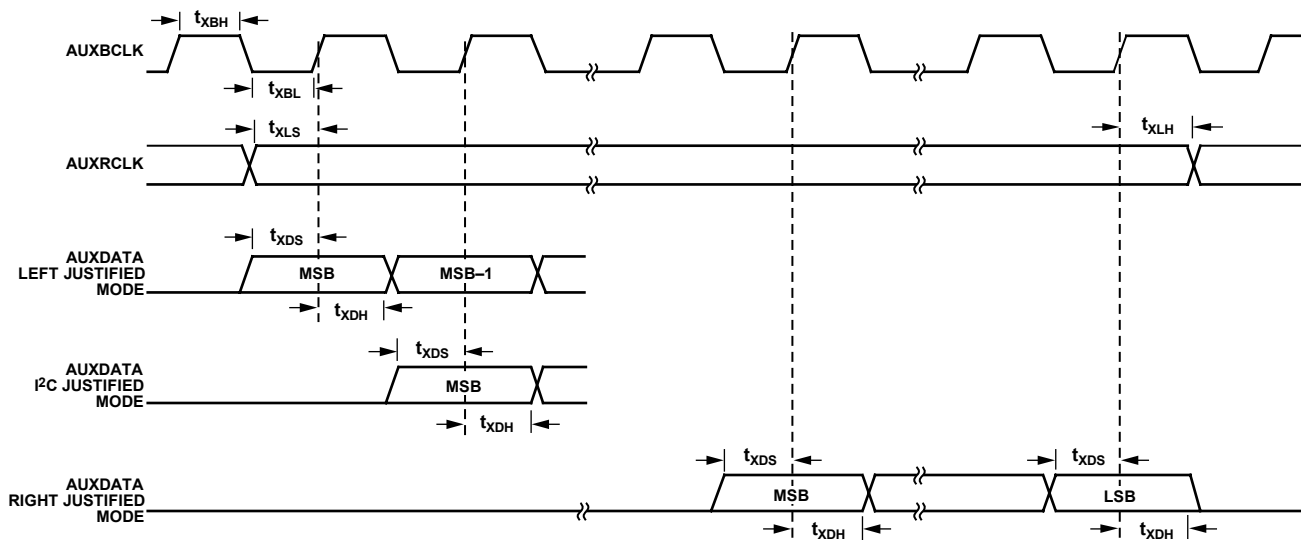 tXBH
AUXBCLK
tXBL
tXLS
tXLH
AUXRCLK
tXDS
AUXDATA
LEFT JUSTIFIED
MODE
MSB
MSB–1
tXDH
tXDS
AUXDATA
I2C JUSTIFIED
MODE
MSB
tXDH
tXDS
tXDS
AUXDATA
RIGHT JUSTIFIED
MODE
MSB
LSB
tXDH
tXDH